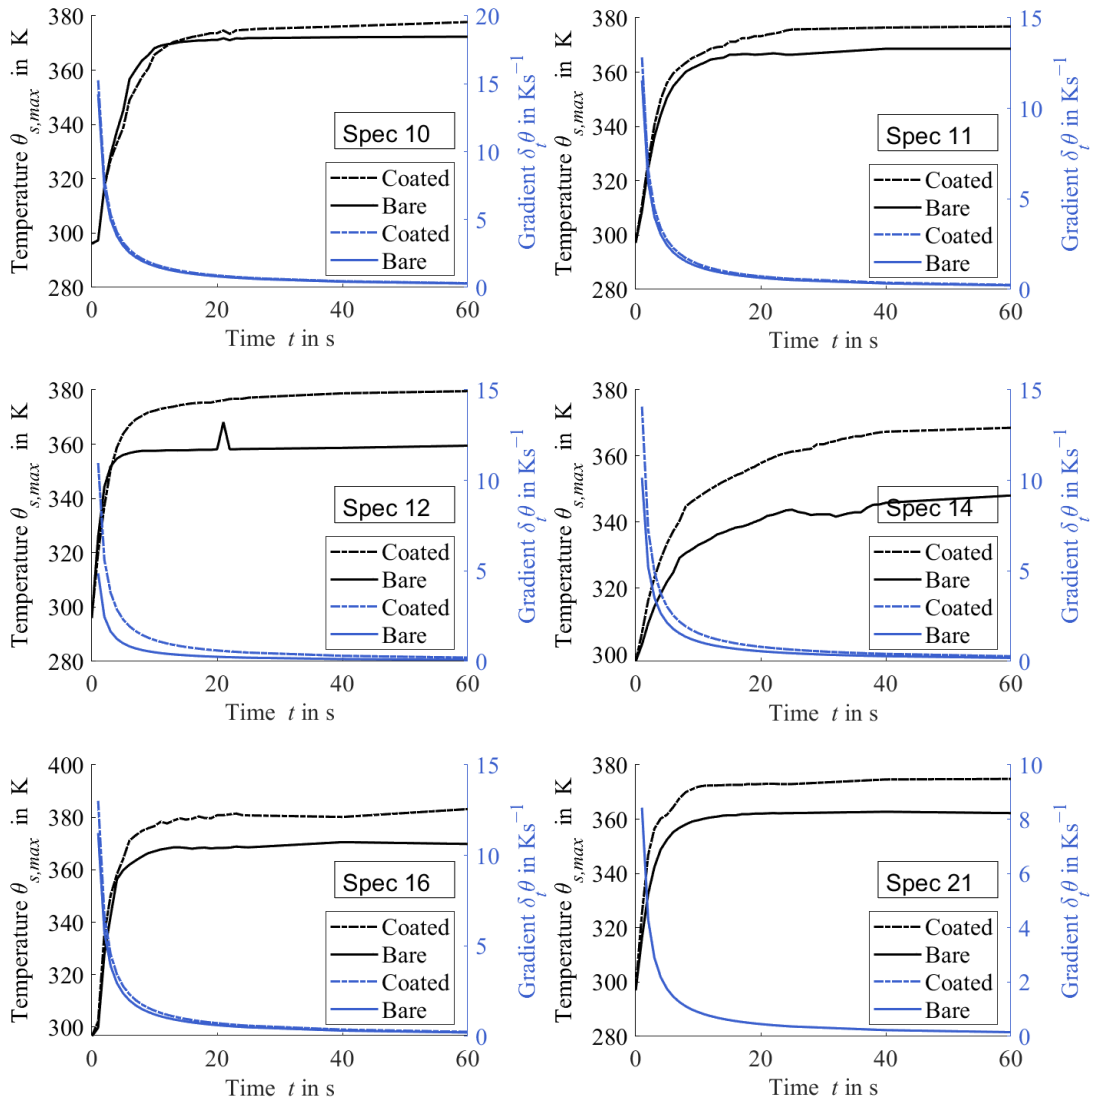 Temperature θs,max in K
380
360
340
320
300
280
0
20
40
60
Time t in s
20
15
10
5
0
Gradient δtθ in Ks−1
Spec 10
Coated
Bare
Coated
Bare
Temperature θs,max in K
380
360
340
320
300
280
0
20
40
60
Time t in s
15
10
5
0
Gradient δtθ in Ks−1
Spec 11
Coated
Bare
Coated
Bare
Temperature θs,max in K
380
360
340
320
300
280
0
20
40
60
Time t in s
15
10
5
0
Gradient δtθ in Ks−1
Spec 12
Coated
Bare
Coated
Bare
Temperature θs,max in K
380
360
340
320
300
0
20
40
60
Time t in s
15
10
5
0
Gradient δtθ in Ks−1
Spec 14
Coated
Bare
Coated
Bare
Temperature θs,max in K
400
380
360
340
320
300
0
20
40
60
Time t in s
15
10
5
0
Gradient δtθ in Ks−1
Spec 16
Coated
Bare
Coated
Bare
Temperature θs,max in K
380
360
340
320
300
280
0
20
40
60
Time t in s
10
8
6
4
2
0
Gradient δtθ in Ks−1
Spec 21
Coated
Bare
Coated
Bare